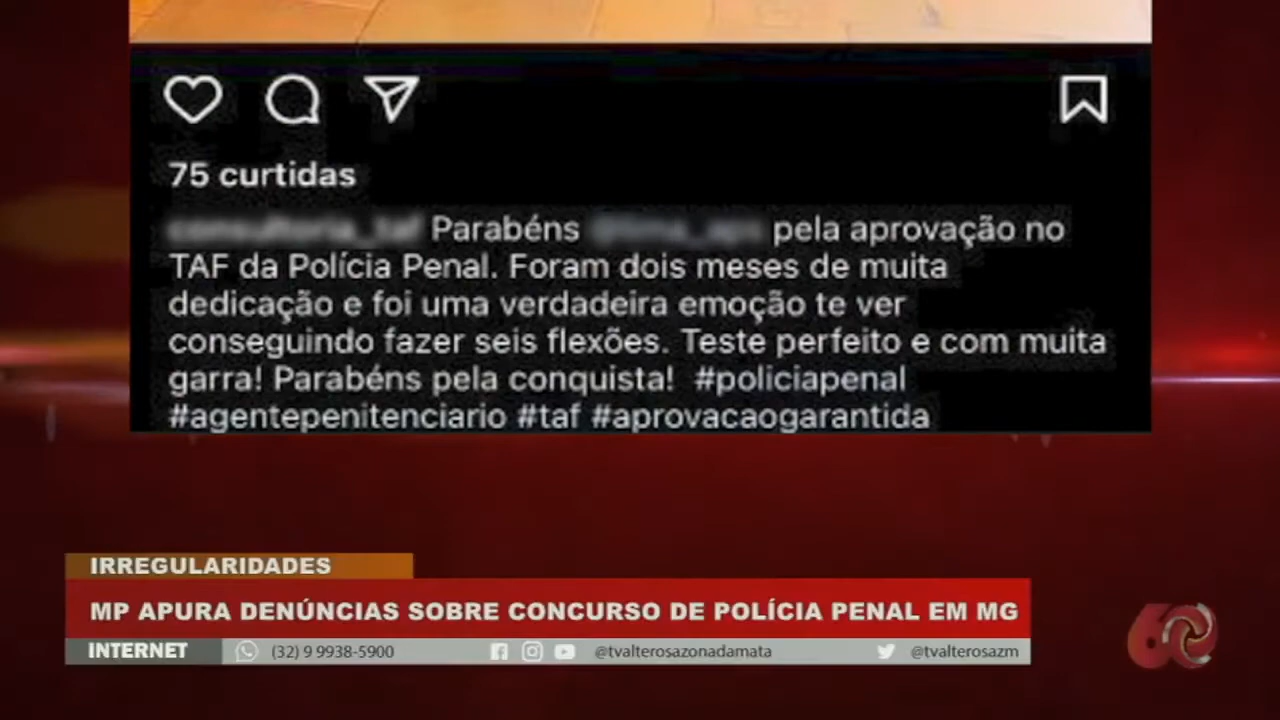 75 curtidas
Parabéns pela aprovação no
TAF da Polícia Penal. Foram dois meses de muita
dedicação e foi uma verdadeira emoção te ver
conseguindo fazer seis flexões. Teste perfeito e com muita
garra! Parabéns pela conquista! #policiapenal
#agentepenitenciario #taf #aprovacaogarantida
IRREGULARIDADES
MP APURA DENÚNCIAS SOBRE CONCURSO DE POLÍCIA PENAL EM MG
INTERNET (32) 9 9938-5900 @tvalterosazonadamata @tvalterosazm
60